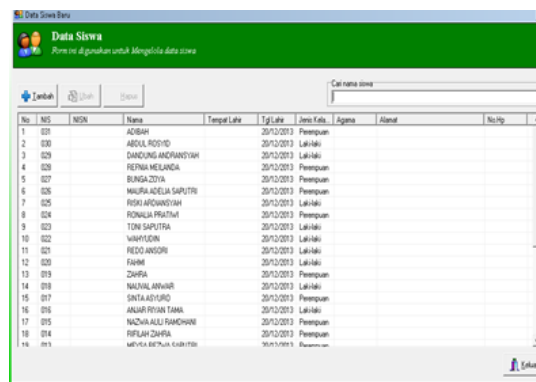 Data Siswa Baru
Data Siswa
Form ini digunakan untuk Mengelola data siswa
Tambah Ubah Hapus
Cari nama siswa
No NIS NISN Nama Tempat Lahir Tgl Lahir Jenis Kela... Agama Alamat No.Hp
1 031 ADIBAH 20/12/2013 Perempuan
2 030 ABDUL ROSYID 20/12/2013 Laki-laki
3 029 DANDUNG ANDRIANSYAH 20/12/2013 Laki-laki
4 028 REFNIA MEILANDA 20/12/2013 Perempuan
5 027 BUNGA ZOYA 20/12/2013 Perempuan
6 026 MAURA ADELIA SAPUTRI 20/12/2013 Perempuan
7 025 RISKI ARDIANSYAH 20/12/2013 Laki-laki
8 024 RONALIA PRATIWI 20/12/2013 Perempuan
9 023 TONI SAPUTRA 20/12/2013 Laki-laki
10 022 WAHYUDIN 20/12/2013 Laki-laki
11 021 REDO ANSORI 20/12/2013 Laki-laki
12 020 FAHMI 20/12/2013 Laki-laki
13 019 ZAHRA 20/12/2013 Perempuan
14 018 NAUVAL ANWAR 20/12/2013 Laki-laki
15 017 SINTA ASYURO 20/12/2013 Perempuan
16 016 ANJAR RIYAN TAMA 20/12/2013 Laki-laki
17 015 NAZWA AULI RAMDHANI 20/12/2013 Perempuan
18 014 RIFILAH ZAHRA 20/12/2013 Perempuan
19 013 MEYSA REZWA SAPUTRI 20/12/2013 Perempuan